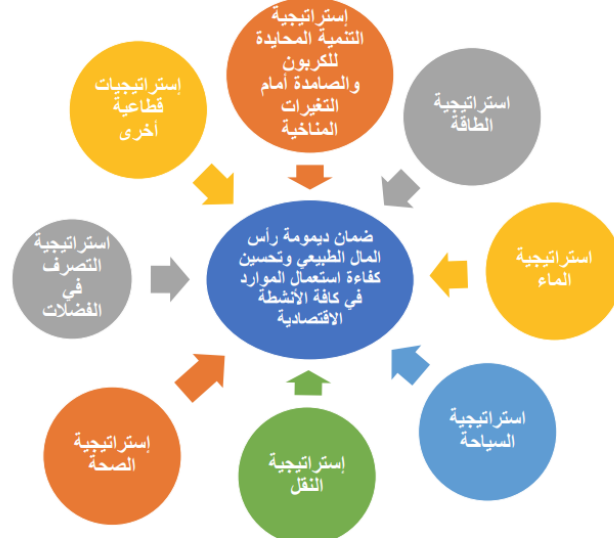 إستراتيجية
التنمية المحايدة
للكربون
والصامدة أمام
التغيرات
المناخية
استراتيجية
الطاقة
استراتيجية
الماء
استراتيجية
السياحة
إستراتيجية
النقل
إستراتيجية
الصحة
استراتيجية
التصرف
في
الفضلات
إستراتيجيات
قطاعية
أخرى
ضمان ديمومة رأس
المال الطبيعي وتحسين
كفاءة استعمال الموارد
في كافة الأنشطة
الاقتصادية